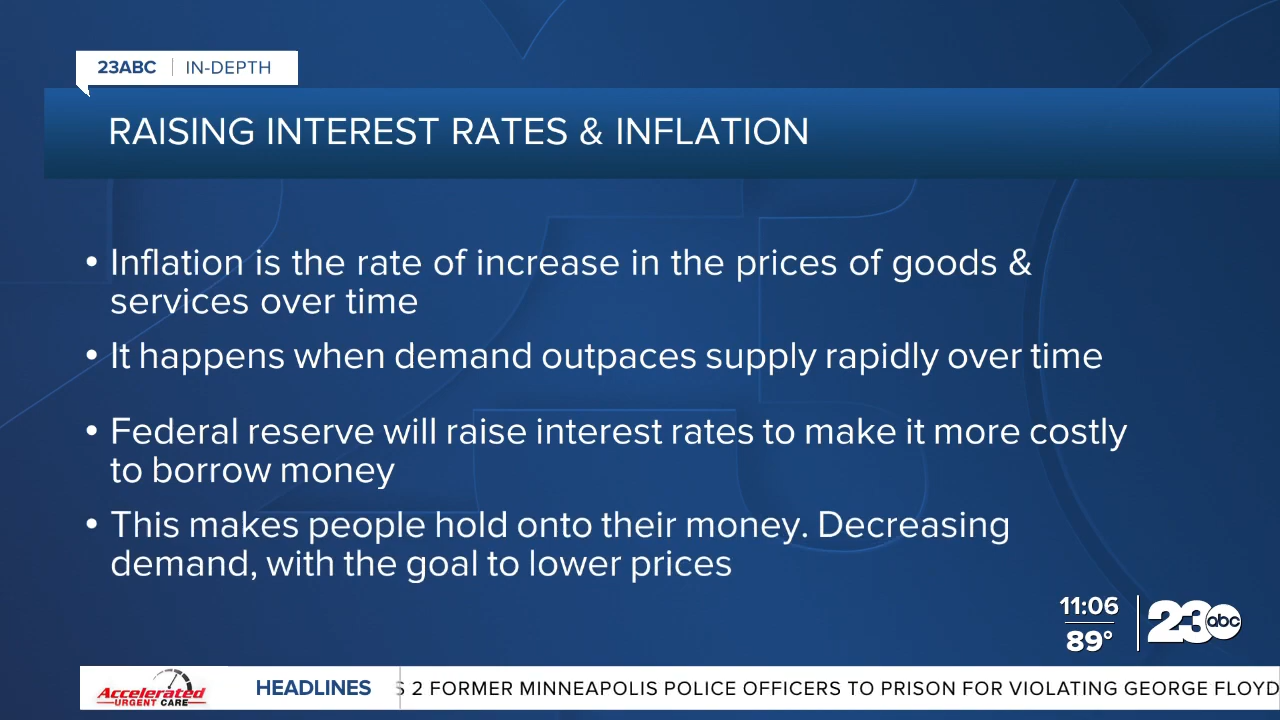 23ABC IN-DEPTH
RAISING INTEREST RATES & INFLATION
• Inflation is the rate of increase in the prices of goods &
services over time
• It happens when demand outpaces supply rapidly over time
• Federal reserve will raise interest rates to make it more costly
to borrow money
• This makes people hold onto their money. Decreasing
demand, with the goal to lower prices
11:06
89°
23 abc
Accelerated
URGENT CARE
HEADLINES
2 FORMER MINNEAPOLIS POLICE OFFICERS TO PRISON FOR VIOLATING GEORGE FLOYD